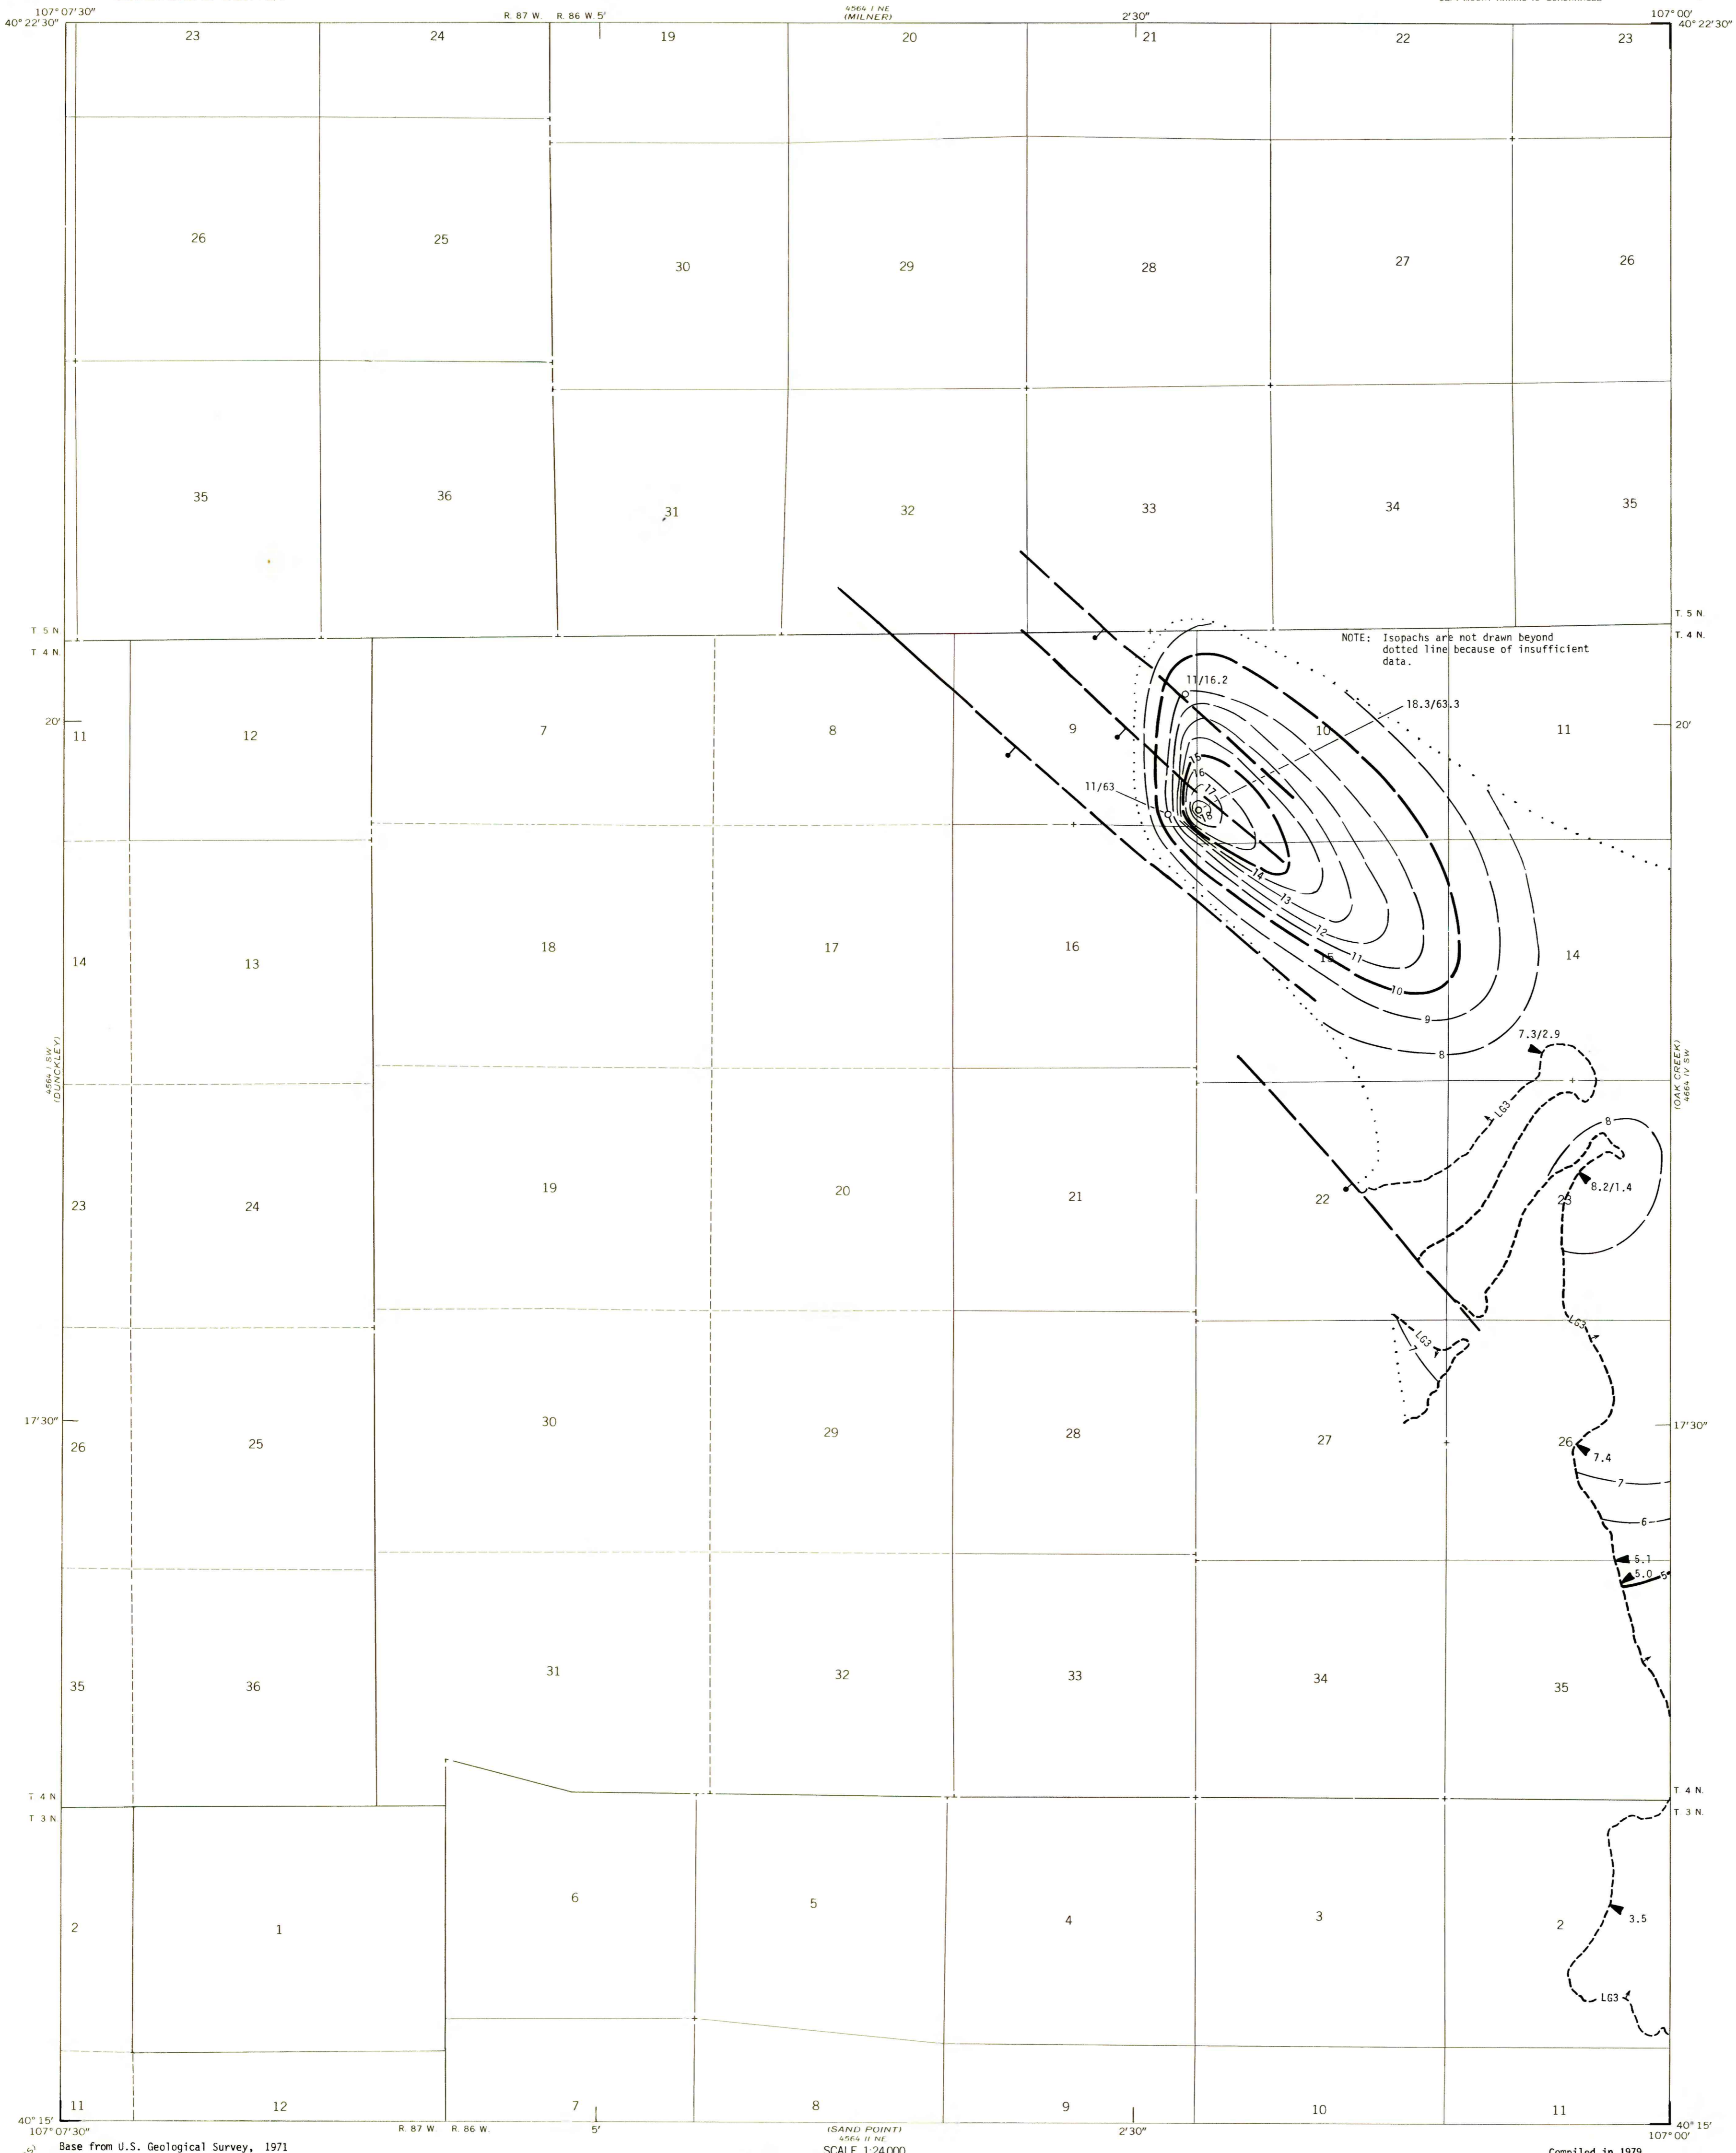 107° 07'30"
40° 22'30"
R. 87 W. R. 86 W. 5'
4564 I NE
(MILNER)
2'30"
107° 00'
40° 22'30"
23 24 19 20 21 22 23
26 25 30 29 28 27 26
35 36 31 32 33 34 35
T 5 N
T 4 N.
T. 5 N.
T. 4 N.
NOTE: Isopachs are not drawn beyond
dotted line because of insufficient
data.
11/16.2
18.3/63.3
20'
11 12 7 8 9 10 11
20'
15
16
17
18
11/63
14
13
12
11
10
9
8
14 13 18 17 16 15 14
7.3/2.9
4564 I SW
(DUNCKLEY)
(OAK CREEK)
4664 IV SW
LG3
8
8.2/1.4
23 24 19 20 21 22 23
LG3
LG3
7
17'30"
26 25 30 29 28 27 26
17'30"
7.4
7
6
5.1
5.0 5
35 36 31 32 33 34 35
T 4 N
T 3 N
T 4 N.
T 3 N.
2 1 6 5 4 3 2
3.5
LG3
11 12 7 8 9 10 11
40° 15'
107° 07'30"
R. 87 W. R. 86 W.
5'
(SAND POINT)
4564 II NE
2'30"
40° 15'
107° 00'
Base from U.S. Geological Survey, 1971
SCALE 1:24000
Compiled in 1979